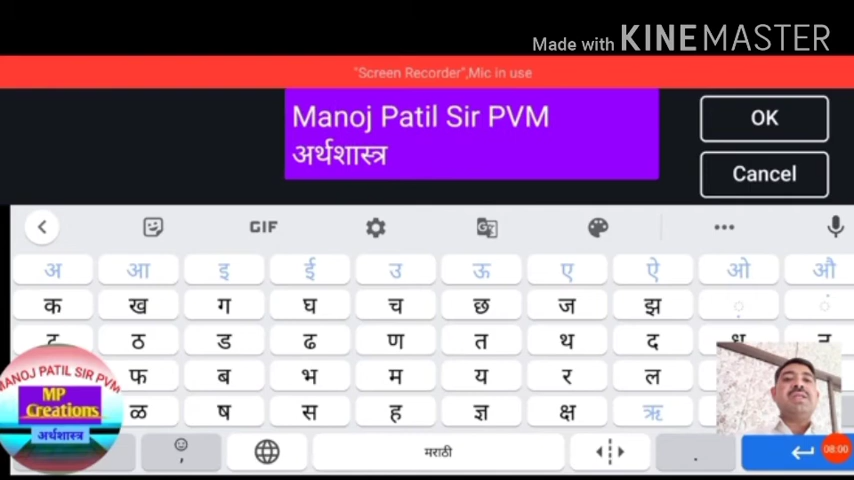 Made with KINEMASTER
"Screen Recorder",Mic in use
Manoj Patil Sir PVM
अर्थशास्त्र
OK
Cancel
GIF
अ आ इ ई उ ऊ ए ऐ ओ औ
क ख ग घ च छ ज झ
ठ ड ढ ण त थ द
फ ब भ म य र ल
ळ ष स ह ज्ञ क्ष ऋ
, मराठी .
MANOJ PATIL SIR PVM
MP
Creations
अर्थशास्त्र
08:00